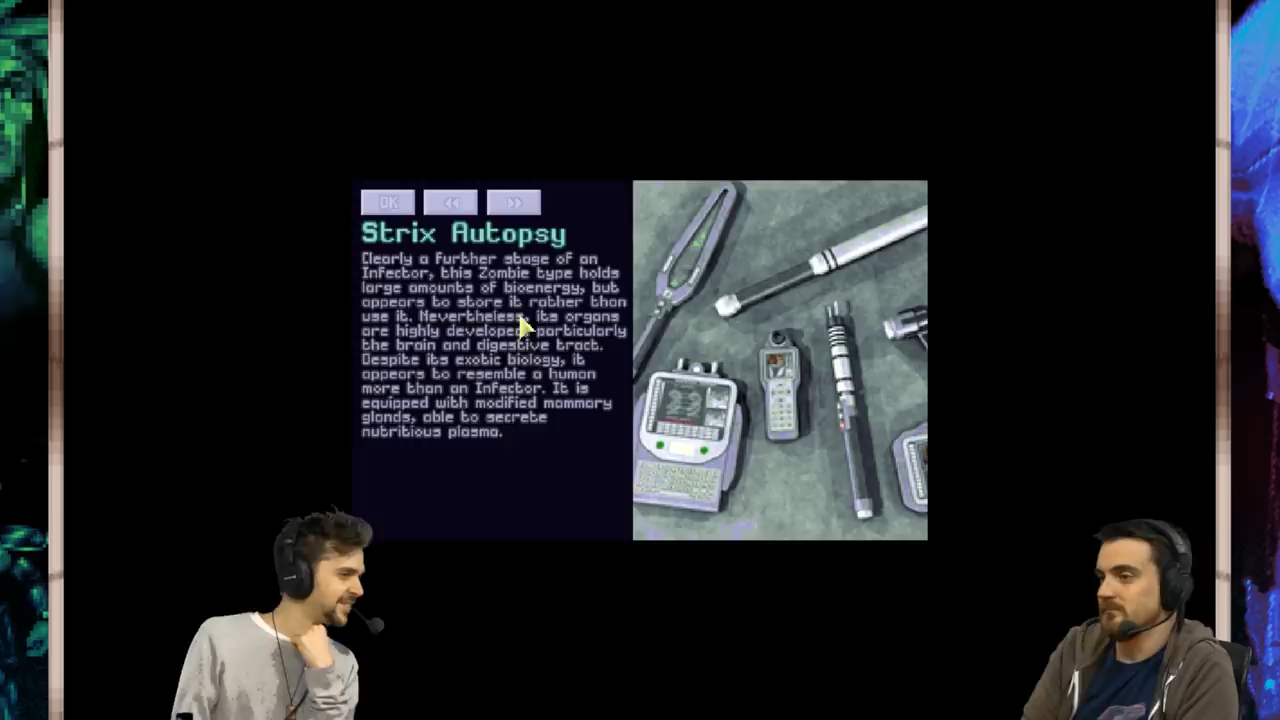 OK
Strix Autopsy
Clearly a further stage of an
Infector, this Zombie type holds
large amounts of bioenergy, but
appears to store it rather than
use it. Nevertheless, its organs
are highly developed particularly
the brain and digestive tract.
Despite its exotic biology, it
appears to resemble a human
more than an Infector. It is
equipped with modified mammary
glands, able to secrete
nutritious plasma.